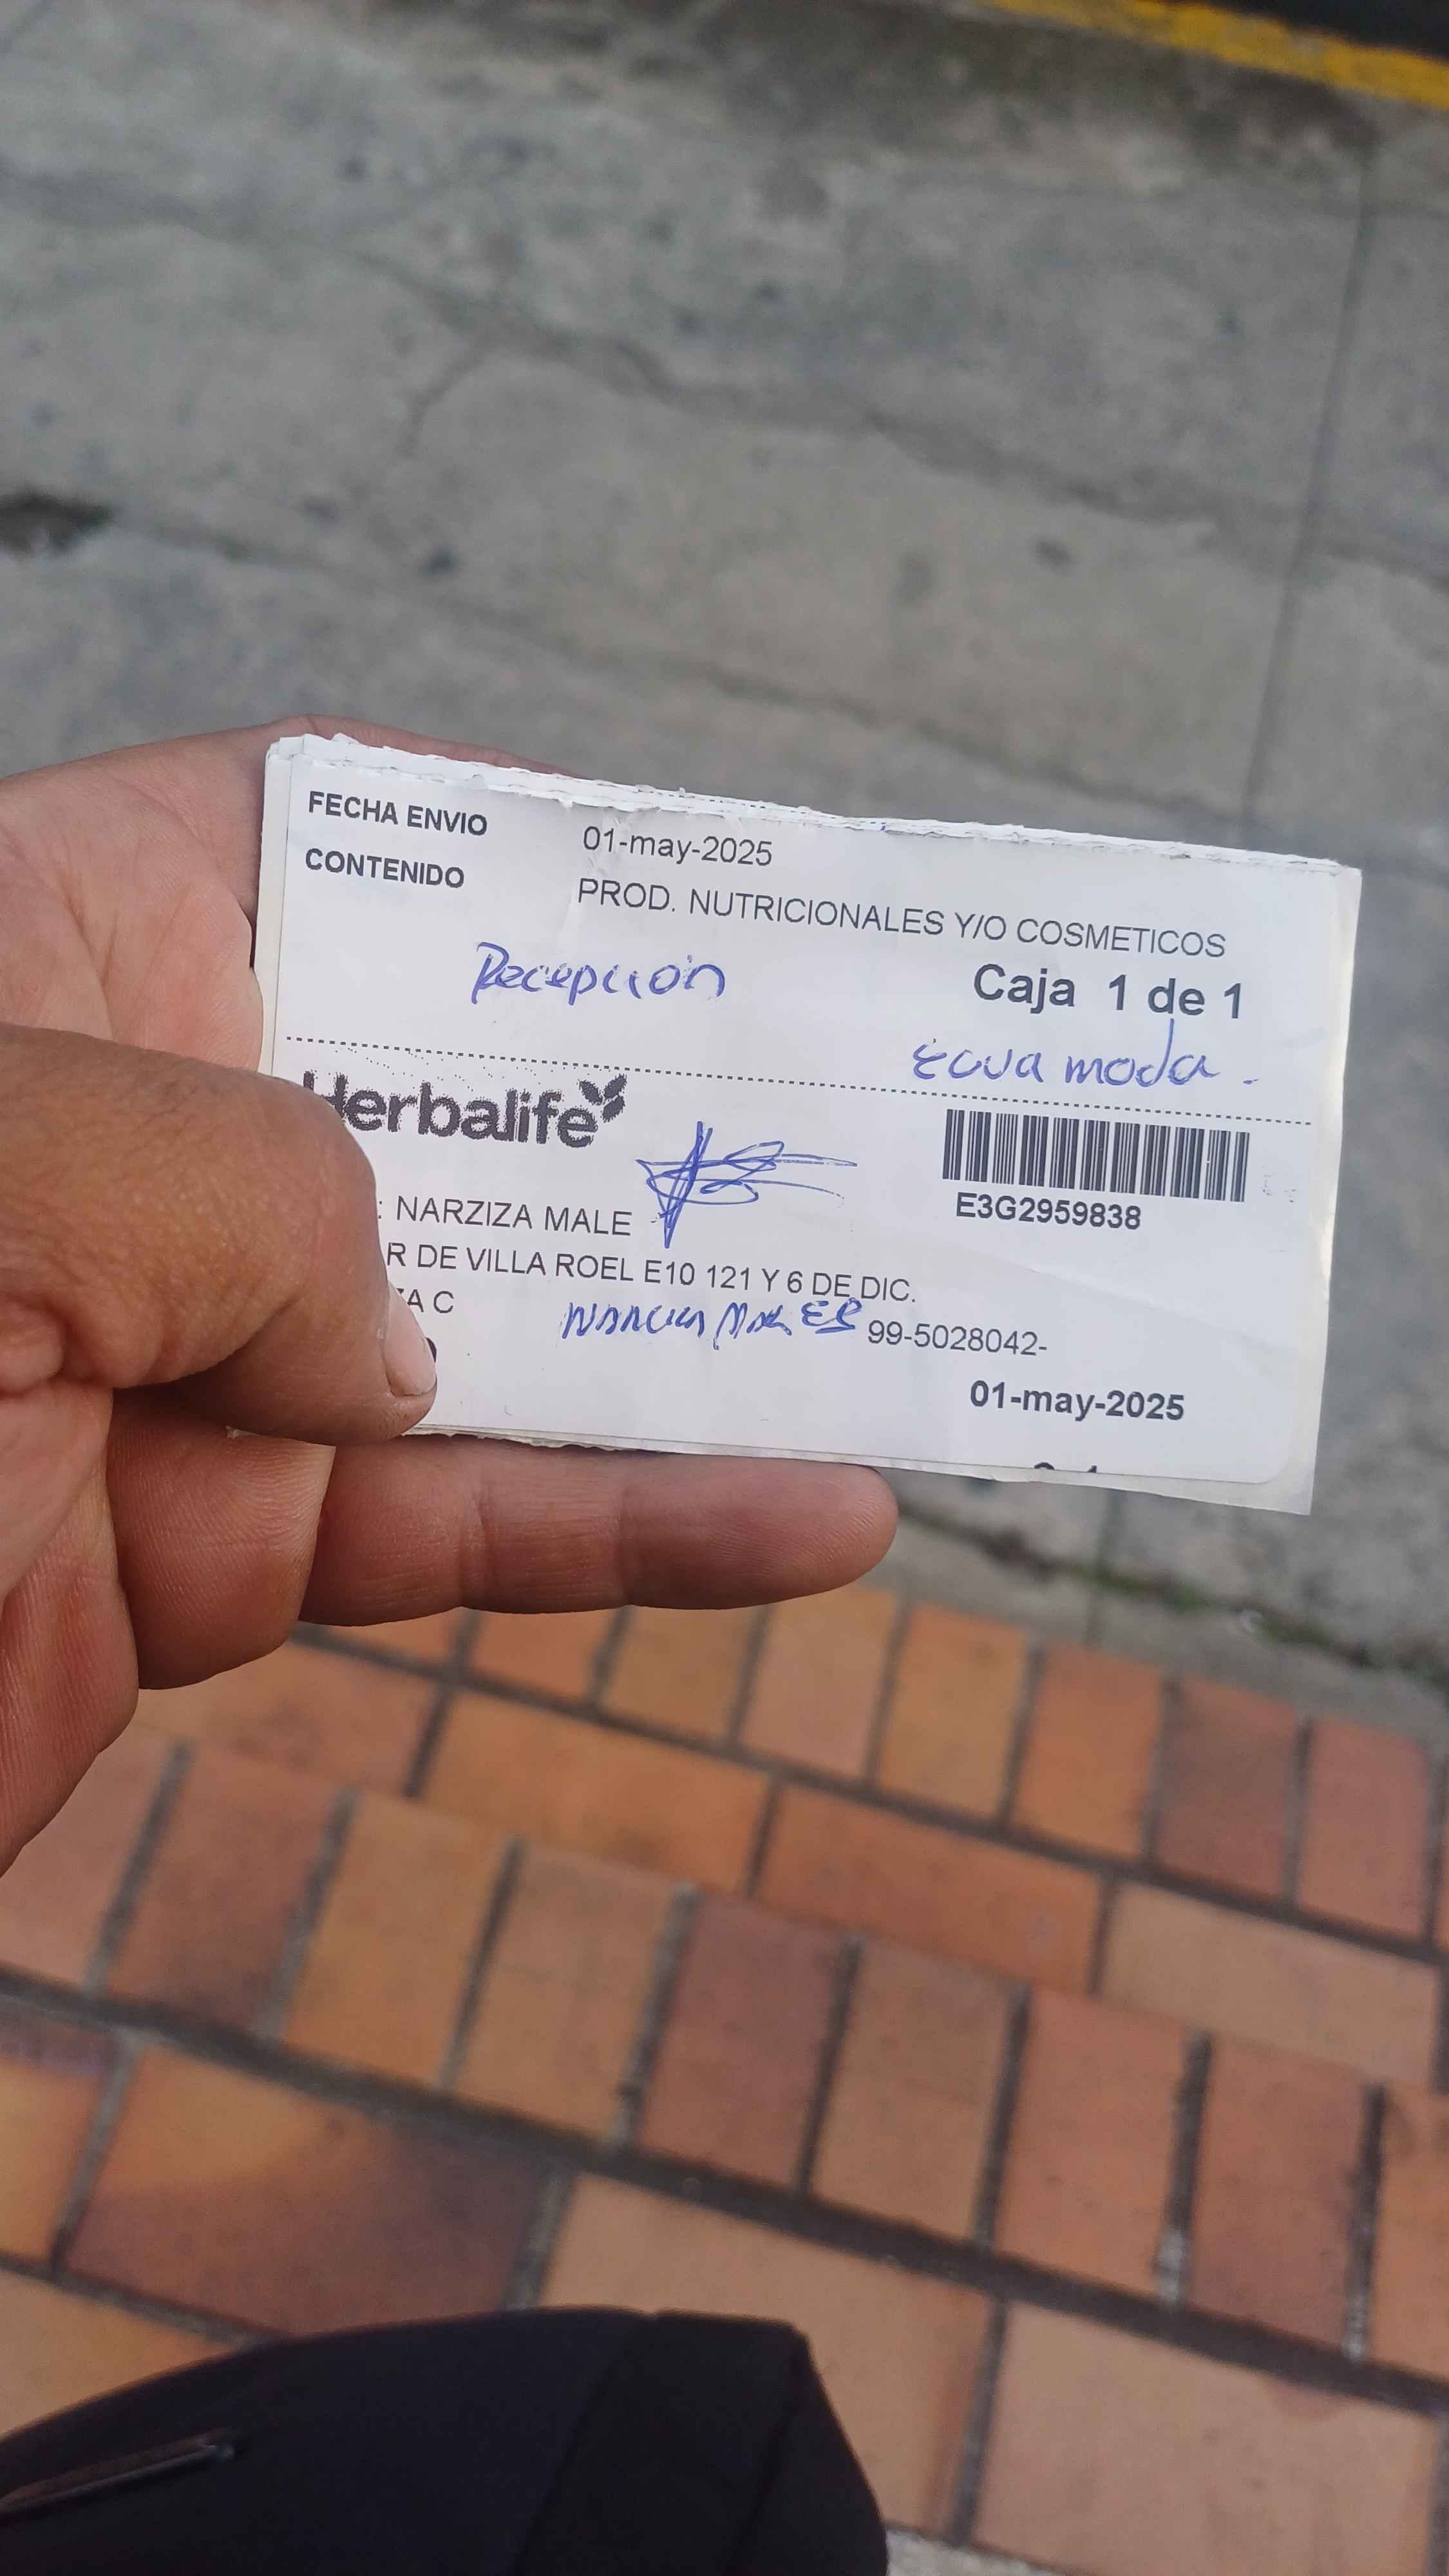 FECHA ENVIO 01-may-2025
CONTENIDO PROD. NUTRICIONALES Y/O COSMETICOS
Recepción
Caja 1 de 1
Ecua moda.
Herbalife
E3G2959838
: NARZIZA MALE
R DE VILLA ROEL E10 121 Y 6 DE DIC.
A C
99-5028042-
01-may-2025